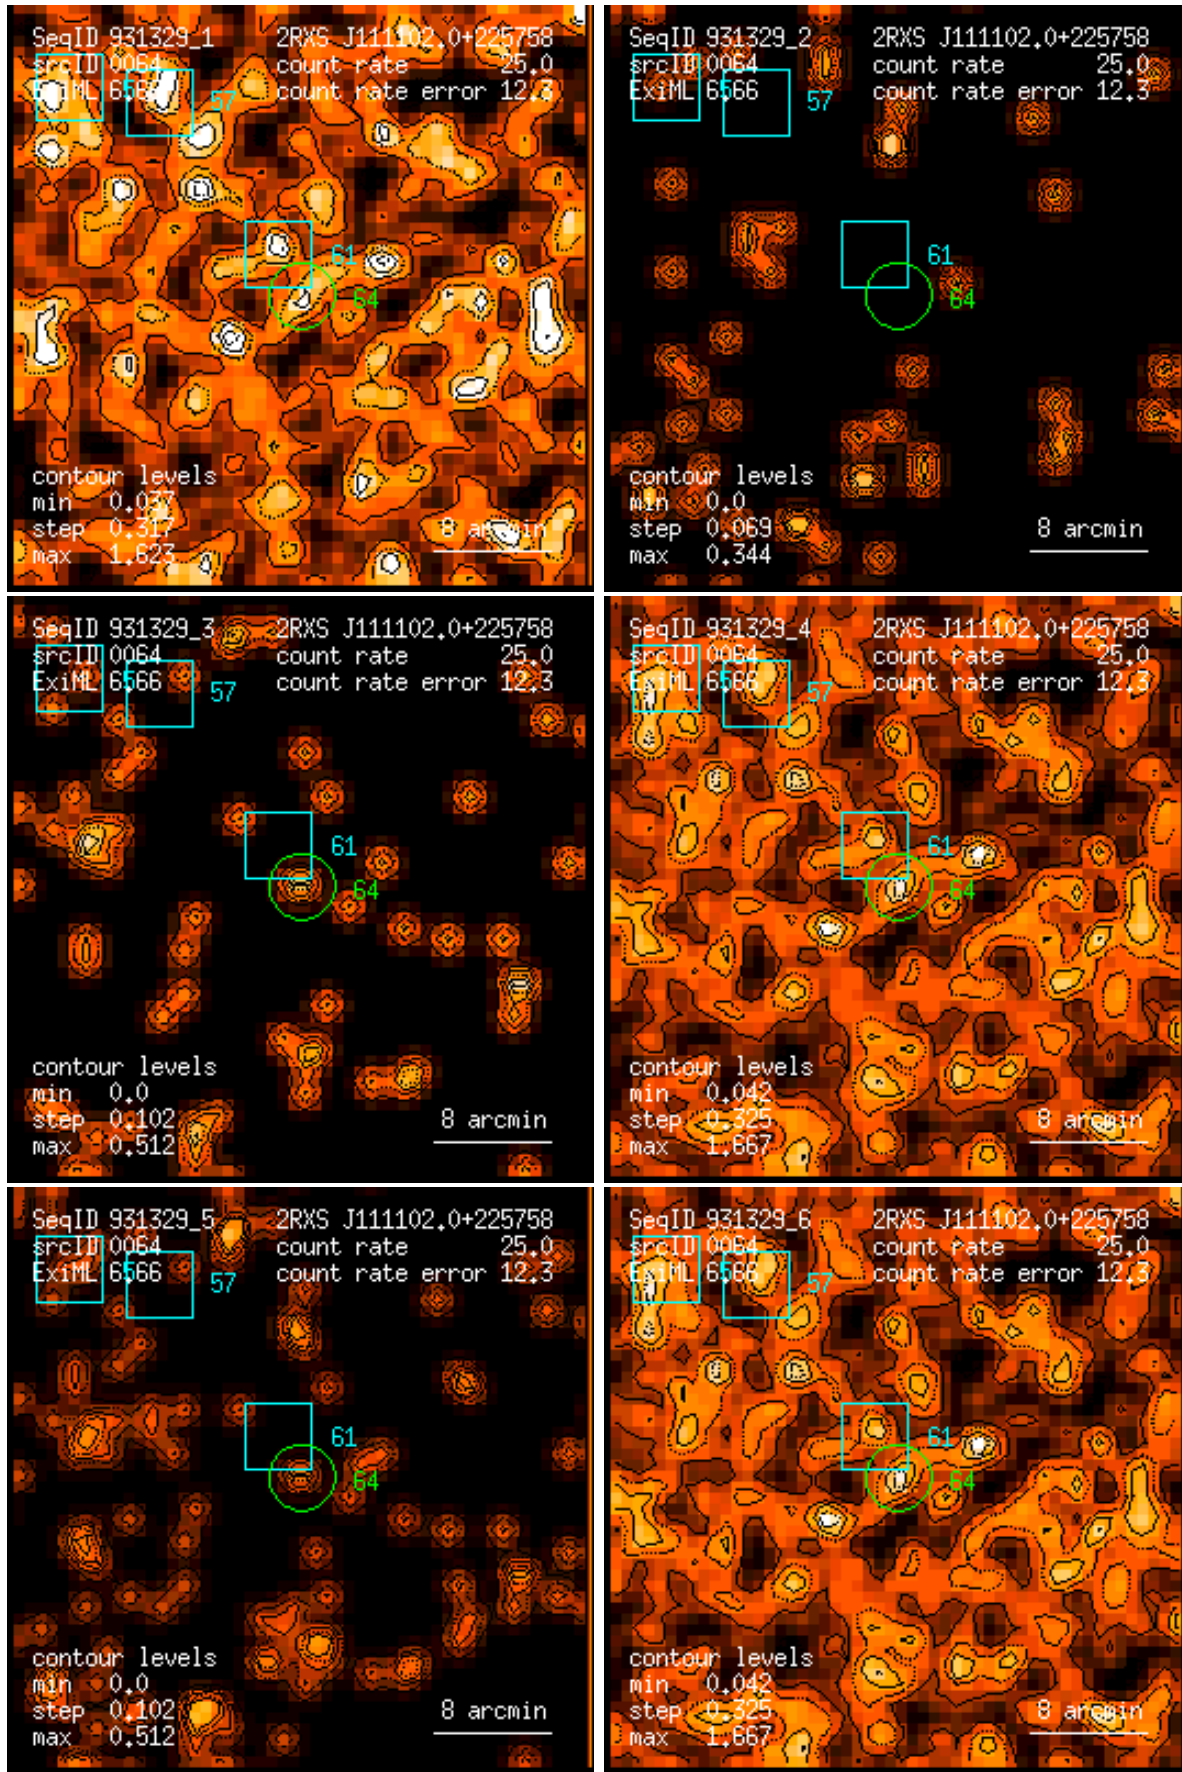 SeqID 931329_1 2RXS J111102.0+225758
srcID 0064 count rate 25.0
ExiML 6566 57 count rate error 12.3
61
64
contour levels
min 0.037
step 0.317 8 arcmin
max 1.623
SeqID 931329_2 2RXS J111102.0+225758
srcID 0064 count rate 25.0
ExiML 6566 57 count rate error 12.3
61
64
contour levels
min 0.0
step 0.069 8 arcmin
max 0.344
SeqID 931329_3 2RXS J111102.0+225758
srcID 0064 count rate 25.0
ExiML 6566 57 count rate error 12.3
61
64
contour levels
min 0.0
step 0.102 8 arcmin
max 0.512
SeqID 931329_4 2RXS J111102.0+225758
srcID 0064 count rate 25.0
ExiML 6566 57 count rate error 12.3
61
64
contour levels
min 0.042
step 0.325 8 arcmin
max 1.667
SeqID 931329_5 2RXS J111102.0+225758
srcID 0064 count rate 25.0
ExiML 6566 57 count rate error 12.3
61
64
contour levels
min 0.0
step 0.102 8 arcmin
max 0.512
SeqID 931329_6 2RXS J111102.0+225758
srcID 0064 count rate 25.0
ExiML 6566 57 count rate error 12.3
61
64
contour levels
min 0.042
step 0.325 8 arcmin
max 1.667